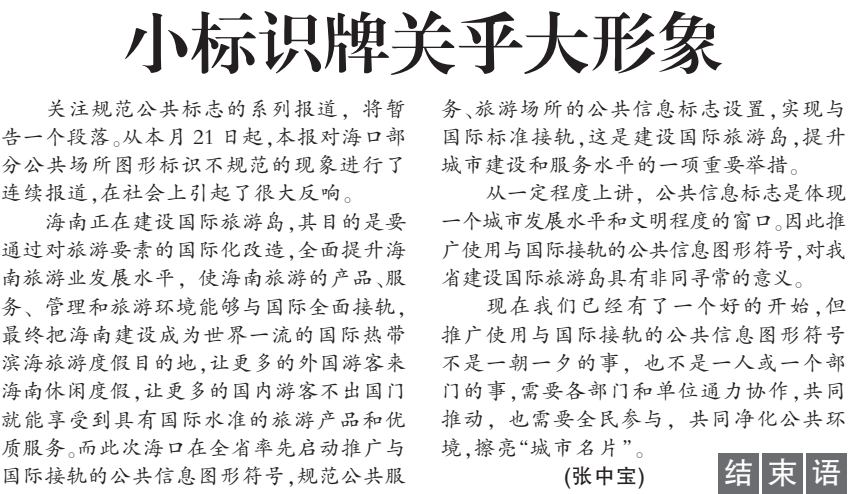 小标识牌关乎大形象
关注规范公共标志的系列报道，将暂
告一个段落。从本月 21 日起,本报对海口部
分公共场所图形标识不规范的现象进行了
连续报道,在社会上引起了很大反响。
海南正在建设国际旅游岛,其目的是要
通过对旅游要素的国际化改造,全面提升海
南旅游业发展水平，使海南旅游的产品、服
务、管理和旅游环境能够与国际全面接轨,
最终把海南建设成为世界一流的国际热带
滨海旅游度假目的地,让更多的外国游客来
海南休闲度假,让更多的国内游客不出国门
就能享受到具有国际水准的旅游产品和优
质服务。而此次海口在全省率先启动推广与
国际接轨的公共信息图形符号,规范公共服
务、旅游场所的公共信息标志设置,实现与
国际标准接轨,这是建设国际旅游岛,提升
城市建设和服务水平的一项重要举措。
从一定程度上讲，公共信息标志是体现
一个城市发展水平和文明程度的窗口。因此推
广使用与国际接轨的公共信息图形符号,对我
省建设国际旅游岛具有非同寻常的意义。
现在我们已经有了一个好的开始,但
推广使用与国际接轨的公共信息图形符号
不是一朝一夕的事，也不是一人或一个部
门的事,需要各部门和单位通力协作,共同
推动，也需要全民参与，共同净化公共环
境,擦亮“城市名片”。
(张中宝)
结束语